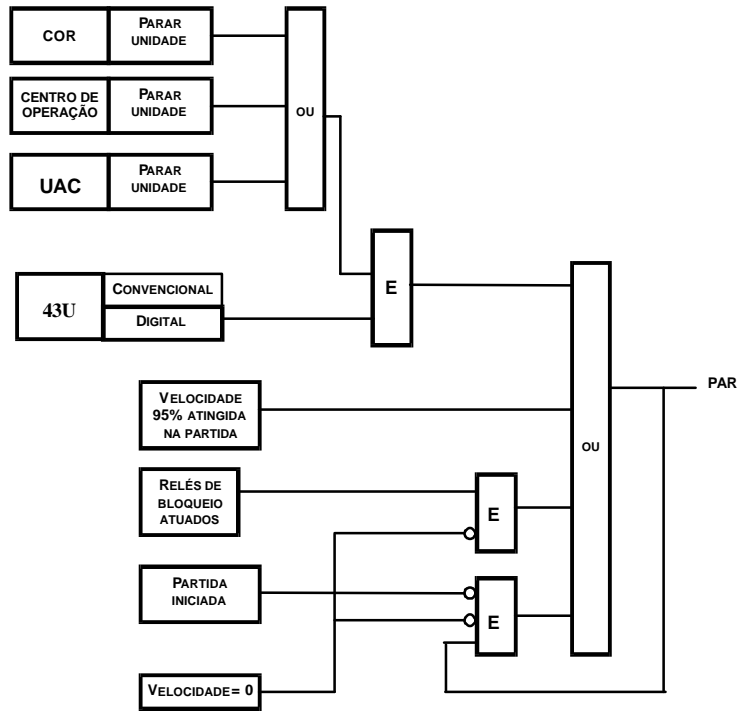 COR
PARAR
UNIDADE
CENTRO DE
OPERAÇÃO
PARAR
UNIDADE
UAC
PARAR
UNIDADE
OU
43U
CONVENCIONAL
DIGITAL
E
VELOCIDADE
95% ATINGIDA
NA PARTIDA
RELÉS DE
BLOQUEIO
ATUADOS
E
PARTIDA
INICIADA
E
VELOCIDADE = 0
OU
PAR